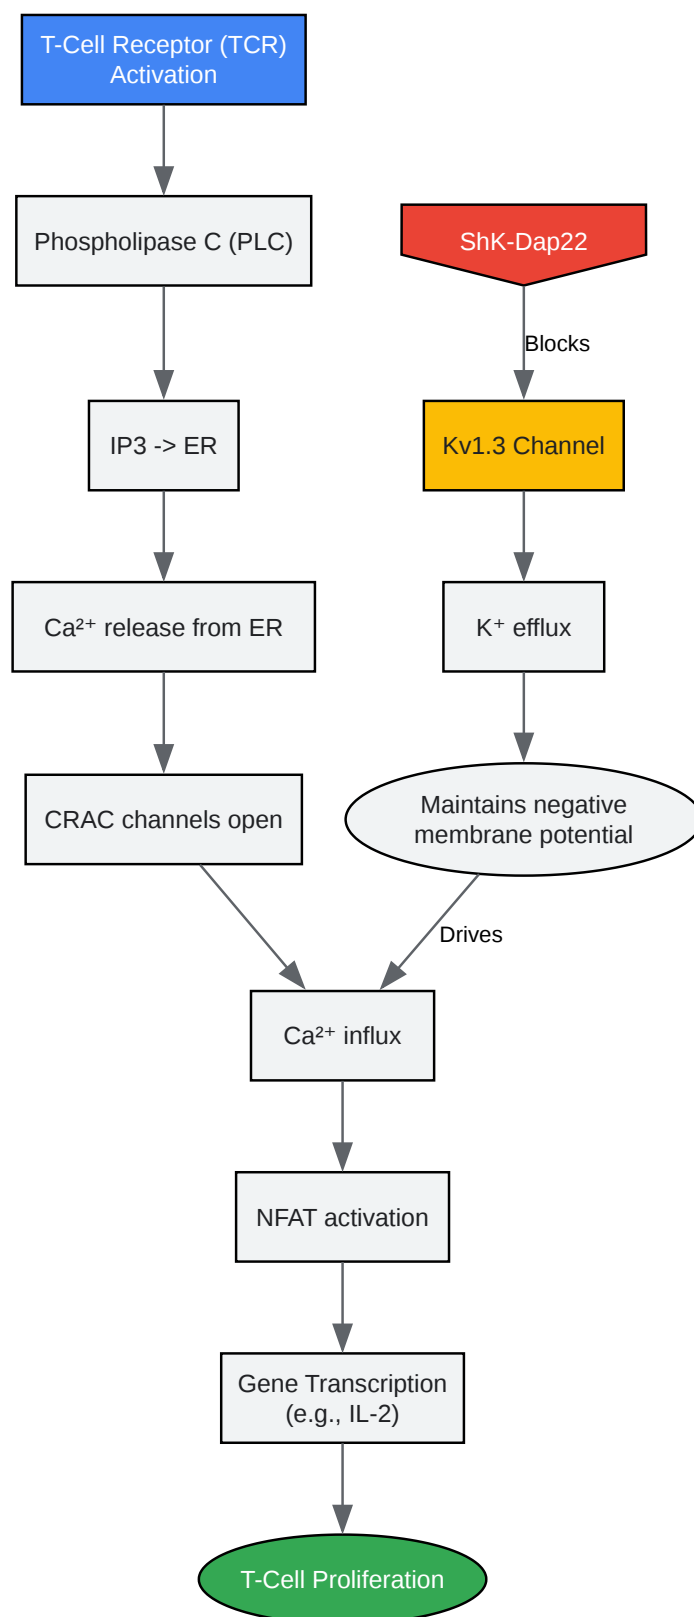 T-Cell Receptor (TCR)
Activation
Phospholipase C (PLC)
ShK-Dap22
Blocks
IP3 -> ER
Kv1.3 Channel
Ca²⁺ release from ER
K⁺ efflux
CRAC channels open
Maintains negative
membrane potential
Drives
Ca²⁺ influx
NFAT activation
Gene Transcription
(e.g., IL-2)
T-Cell Proliferation